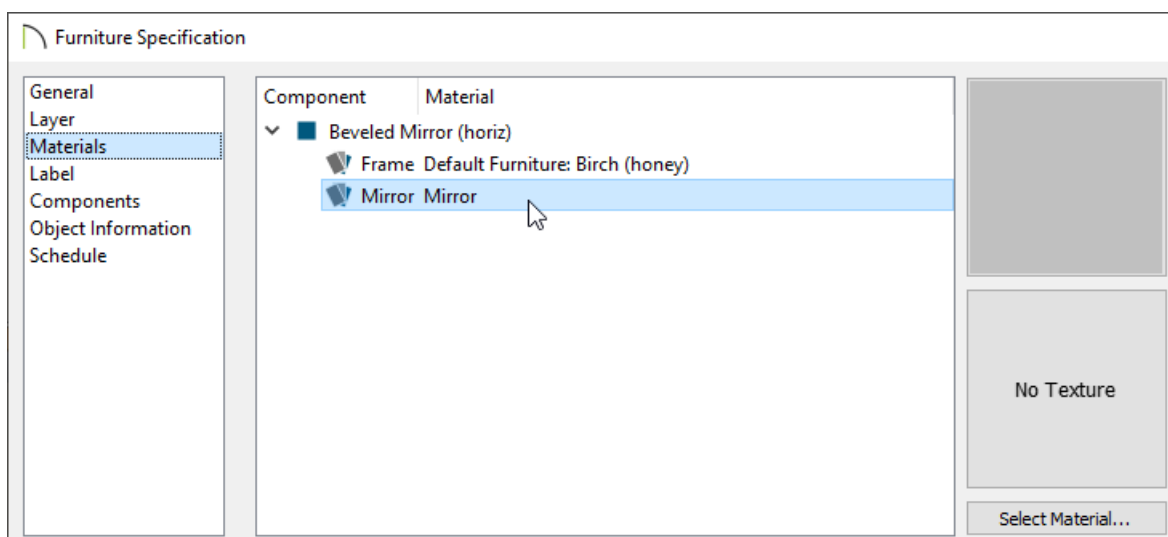 Furniture Specification
General
Layer
Materials
Label
Components
Object Information
Schedule
Component Material
Beveled Mirror (horiz)
Frame Default Furniture: Birch (honey)
Mirror Mirror
No Texture
Select Material...